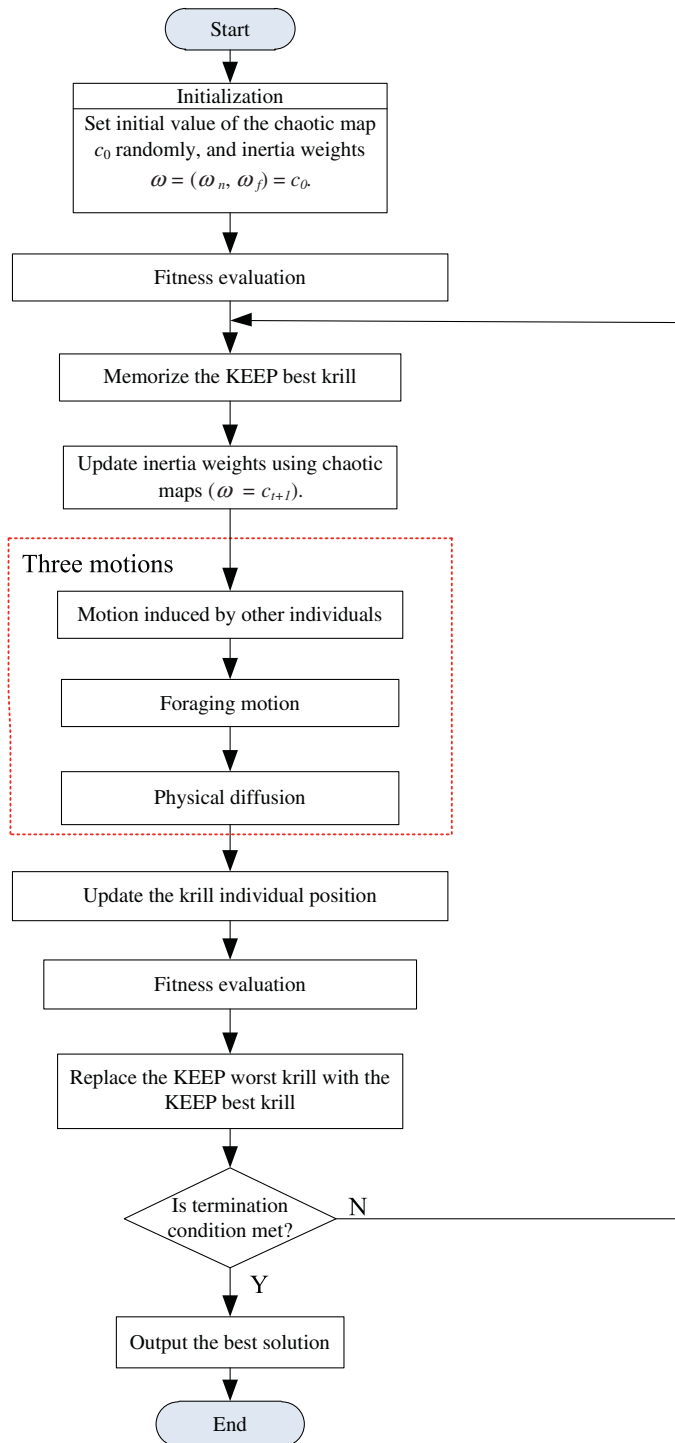 Start
Initialization
Set initial value of the chaotic map
c₀ randomly, and inertia weights
ω = (ωₙ, ω_f) = c₀.
Fitness evaluation
Memorize the KEEP best krill
Update inertia weights using chaotic
maps (ω = cₜ₊₁).
Three motions
Motion induced by other individuals
Foraging motion
Physical diffusion
Update the krill individual position
Fitness evaluation
Replace the KEEP worst krill with the
KEEP best krill
Is termination
condition met?
N
Y
Output the best solution
End